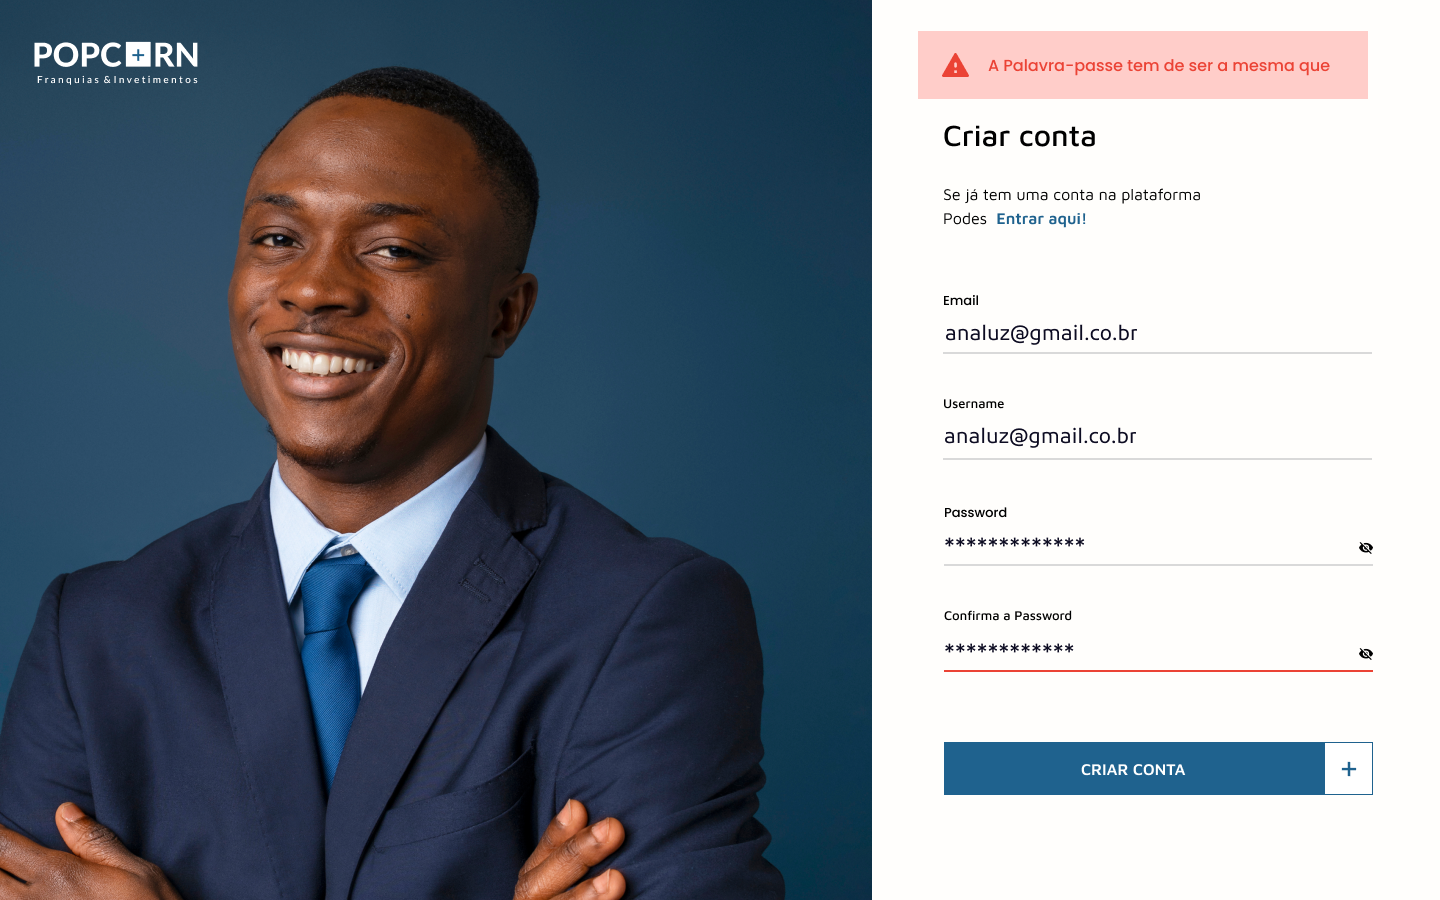 POPC+RN
Franquias & Invetimentos
A Palavra-passe tem de ser a mesma que
Criar conta
Se já tem uma conta na plataforma
Podes Entrar aqui!
Email
analuz@gmail.co.br
Username
analuz@gmail.co.br
Password
*************
Confirma a Password
************
CRIAR CONTA +